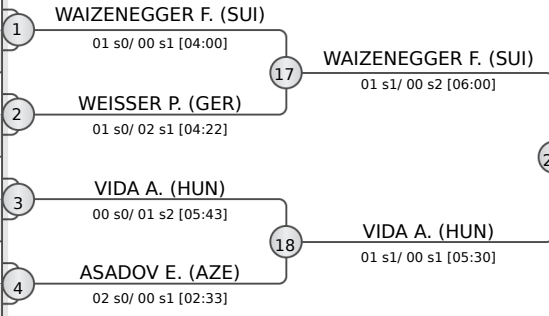 WAIZENEGGER F. (SUI)
1
01 s0/ 00 s1 [04:00]
WAIZENEGGER F. (SUI)
17
01 s1/ 00 s2 [06:00]
WEISSER P. (GER)
2
01 s0/ 02 s1 [04:22]
VIDA A. (HUN)
3
00 s0/ 01 s2 [05:43]
VIDA A. (HUN)
18
01 s1/ 00 s1 [05:30]
ASADOV E. (AZE)
4
02 s0/ 00 s1 [02:33]